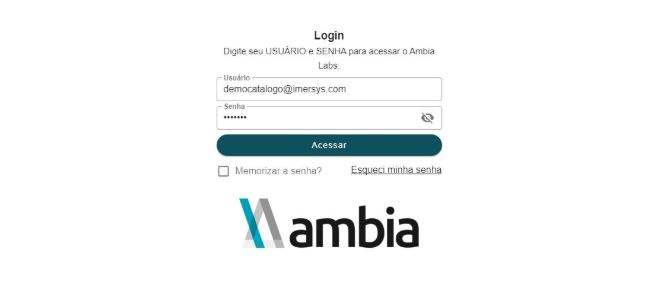 Login
Digite seu USUÁRIO e SENHA para acessar o Ambia
Labs.
Usuário
democatalogo@imersys.com
Senha
•••••••
Acessar
Memorizar a senha? Esqueci minha senha
ambia